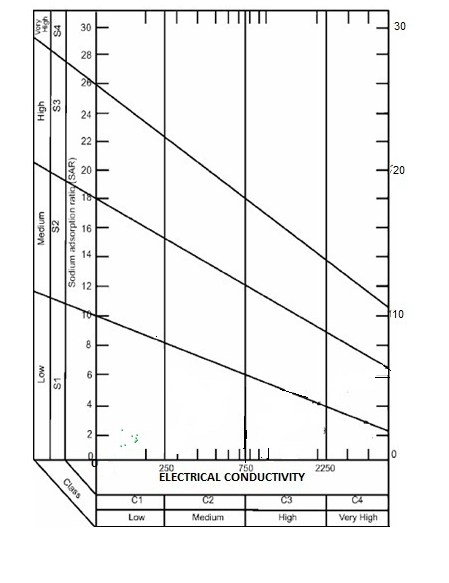 Very High
S4
High
S3
Medium
S2
Low
S1
Class
Sodium adsorption ratio (SAR)
30
28
26
24
22
20
18
16
14
12
10
8
6
4
2
0
30
20
10
0
0
250
750
2250
ELECTRICAL CONDUCTIVITY
C1
C2
C3
C4
Low
Medium
High
Very High